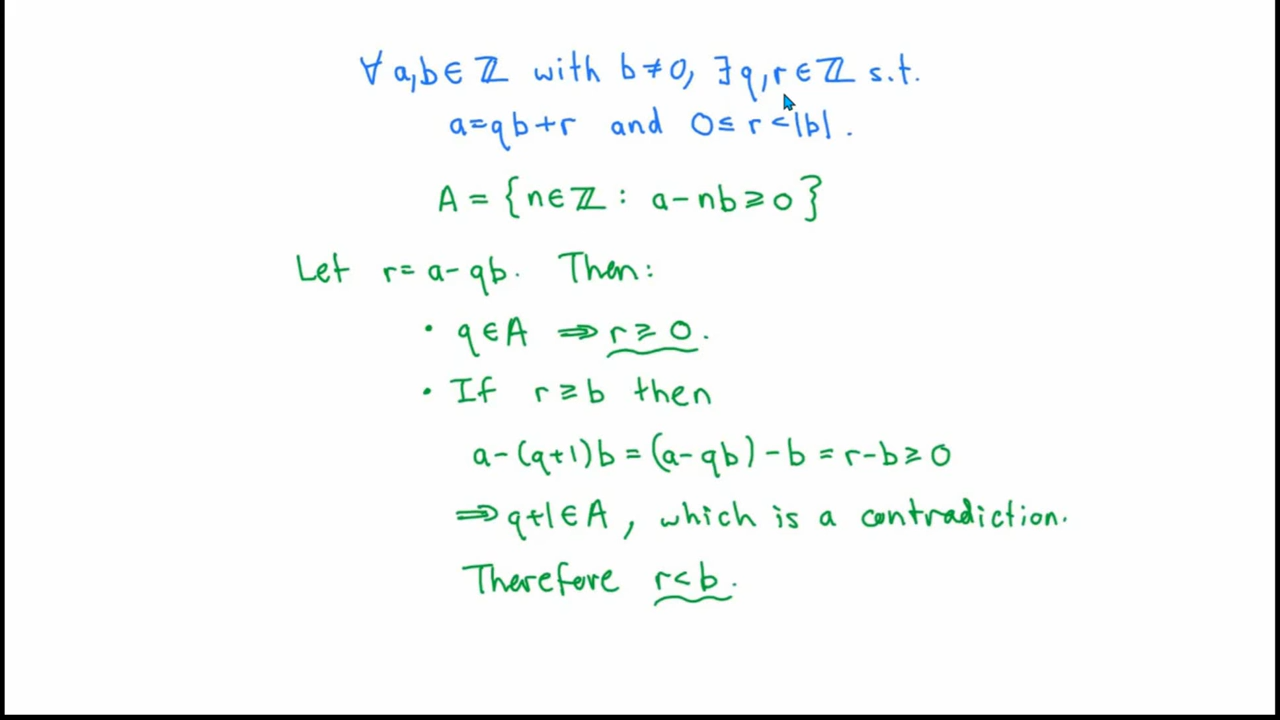 ∀ a,b ∈ ℤ with b ≠ 0, ∃ q,r ∈ ℤ s.t.
a=qb+r and 0 ≤ r < |b|.
A = {n ∈ ℤ : a-nb ≥ 0}
Let r = a-qb. Then:
• q ∈ A ⟹ r ≥ 0.
• If r ≥ b then
a-(q+1)b = (a-qb)-b = r-b ≥ 0
⟹ q+1 ∈ A, which is a contradiction.
Therefore r < b.